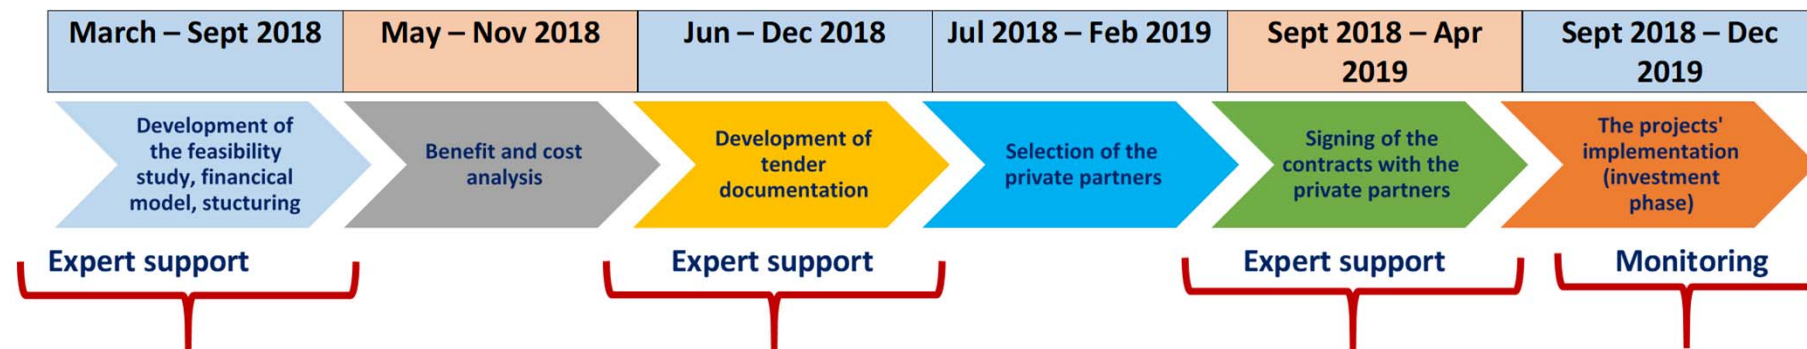 March – Sept 2018
May – Nov 2018
Jun – Dec 2018
Jul 2018 – Feb 2019
Sept 2018 – Apr
2019
Sept 2018 – Dec
2019
Development of
the feasibility
study, financical
model, stucturing
Benefit and cost
analysis
Development of
tender
documentation
Selection of the
private partners
Signing of the
contracts with the
private partners
The projects'
implementation
(investment
phase)
Expert support
Expert support
Expert support
Monitoring